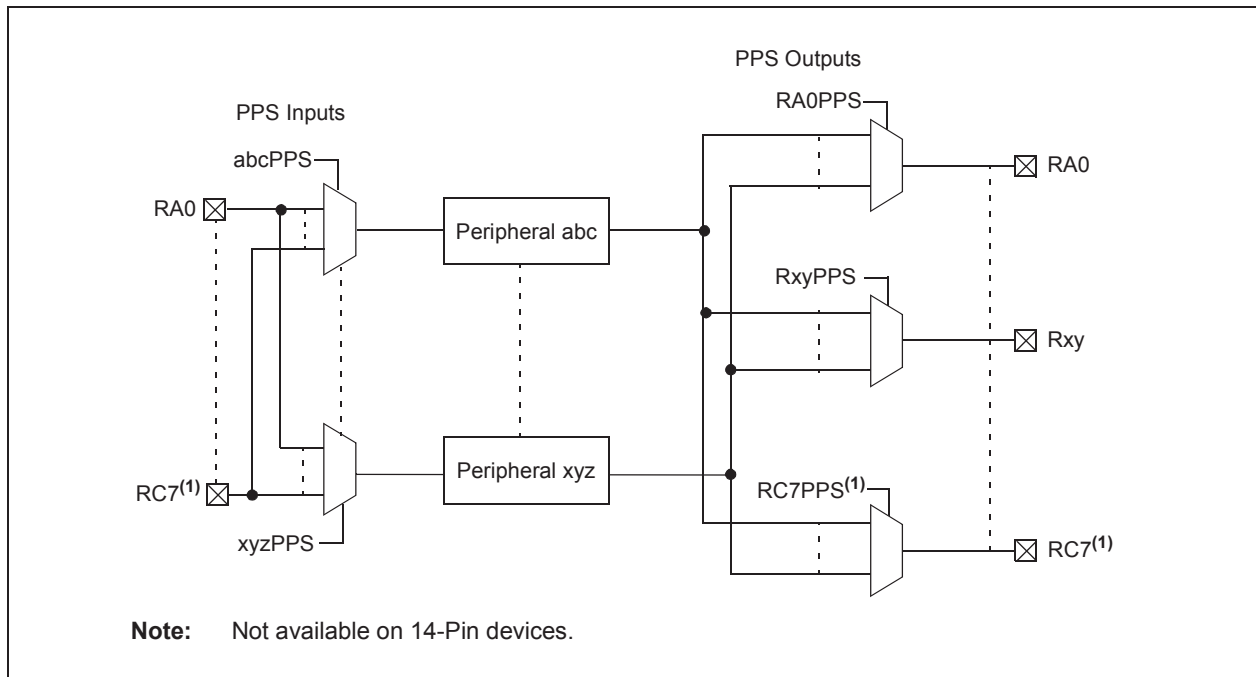 PPS Outputs
RA0PPS
PPS Inputs
abcPPS
RA0
Peripheral abc
RA0
RxyPPS
Rxy
Peripheral xyz
RC7(1)
RC7PPS(1)
xyzPPS
RC7(1)
Note: Not available on 14-Pin devices.